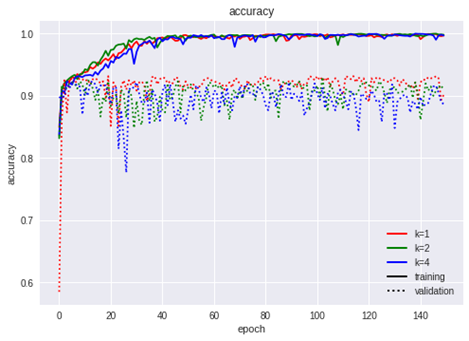 accuracy
1.0
0.9
0.8
0.7
0.6
accuracy
0 20 40 60 80 100 120 140
epoch
k=1
k=2
k=4
training
validation